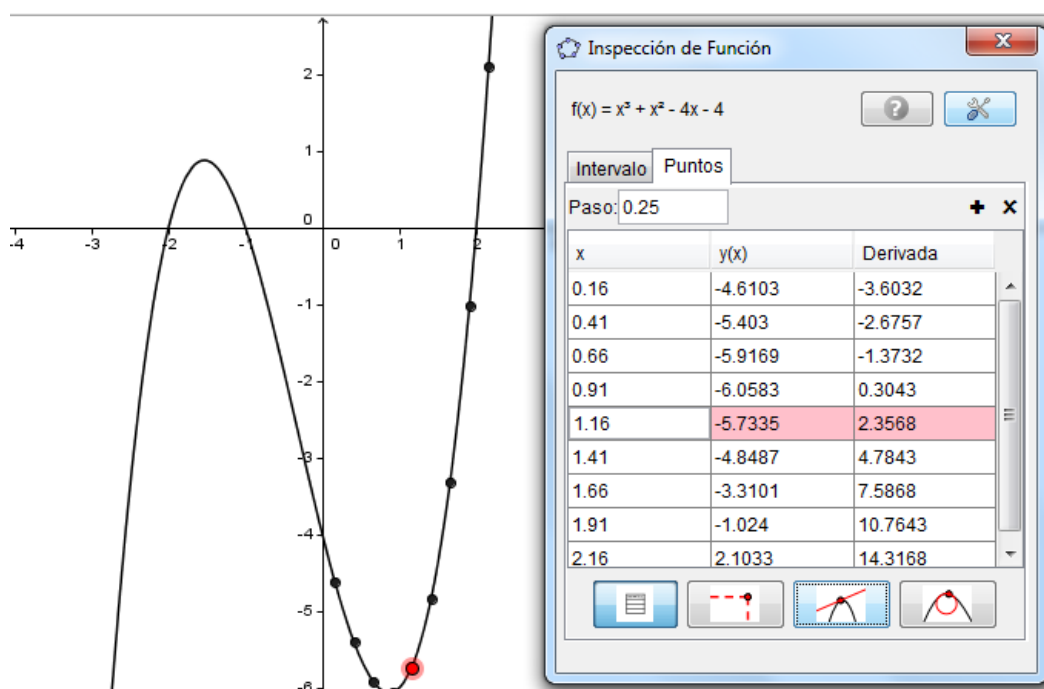 Inspección de Función
f(x) = x³ + x² - 4x - 4
Intervalo Puntos
Paso: 0.25
x y(x) Derivada
0.16 -4.6103 -3.6032
0.41 -5.403 -2.6757
0.66 -5.9169 -1.3732
0.91 -6.0583 0.3043
1.16 -5.7335 2.3568
1.41 -4.8487 4.7843
1.66 -3.3101 7.5868
1.91 -1.024 10.7643
2.16 2.1033 14.3168
2
1
0
-4 -3 -2 -1 0 1 2
-1
-2
-3
-4
-5
-6